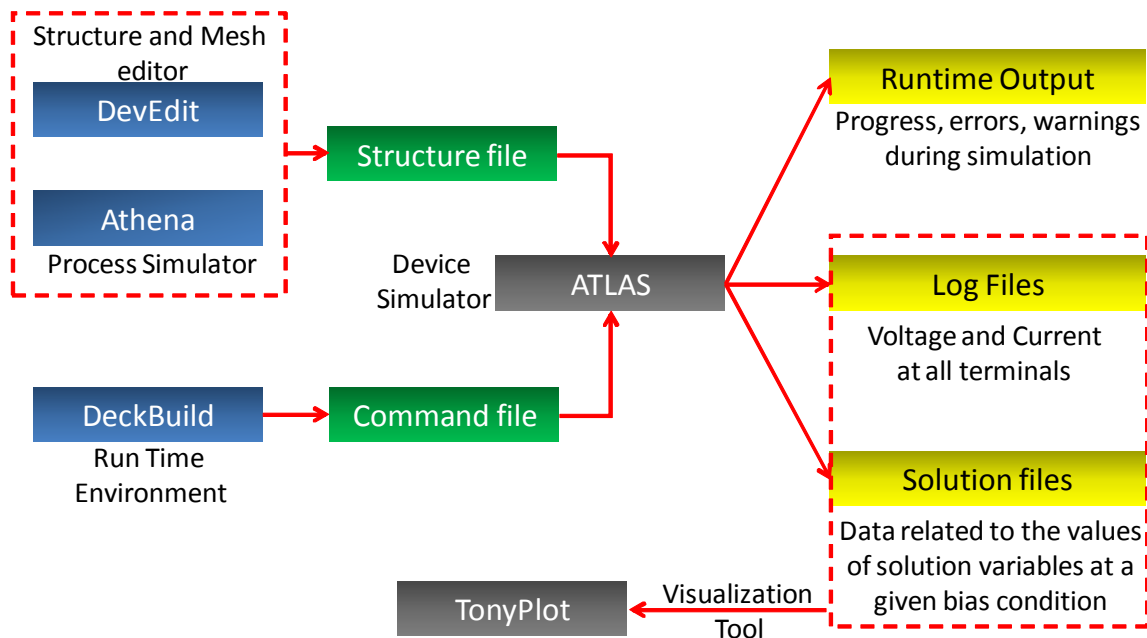 Structure and Mesh
editor
DevEdit
Athena
Process Simulator
Structure file
Device
Simulator
ATLAS
DeckBuild
Run Time
Environment
Command file
Runtime Output
Progress, errors, warnings
during simulation
Log Files
Voltage and Current
at all terminals
Solution files
Data related to the values
of solution variables at a
given bias condition
Visualization
Tool
TonyPlot